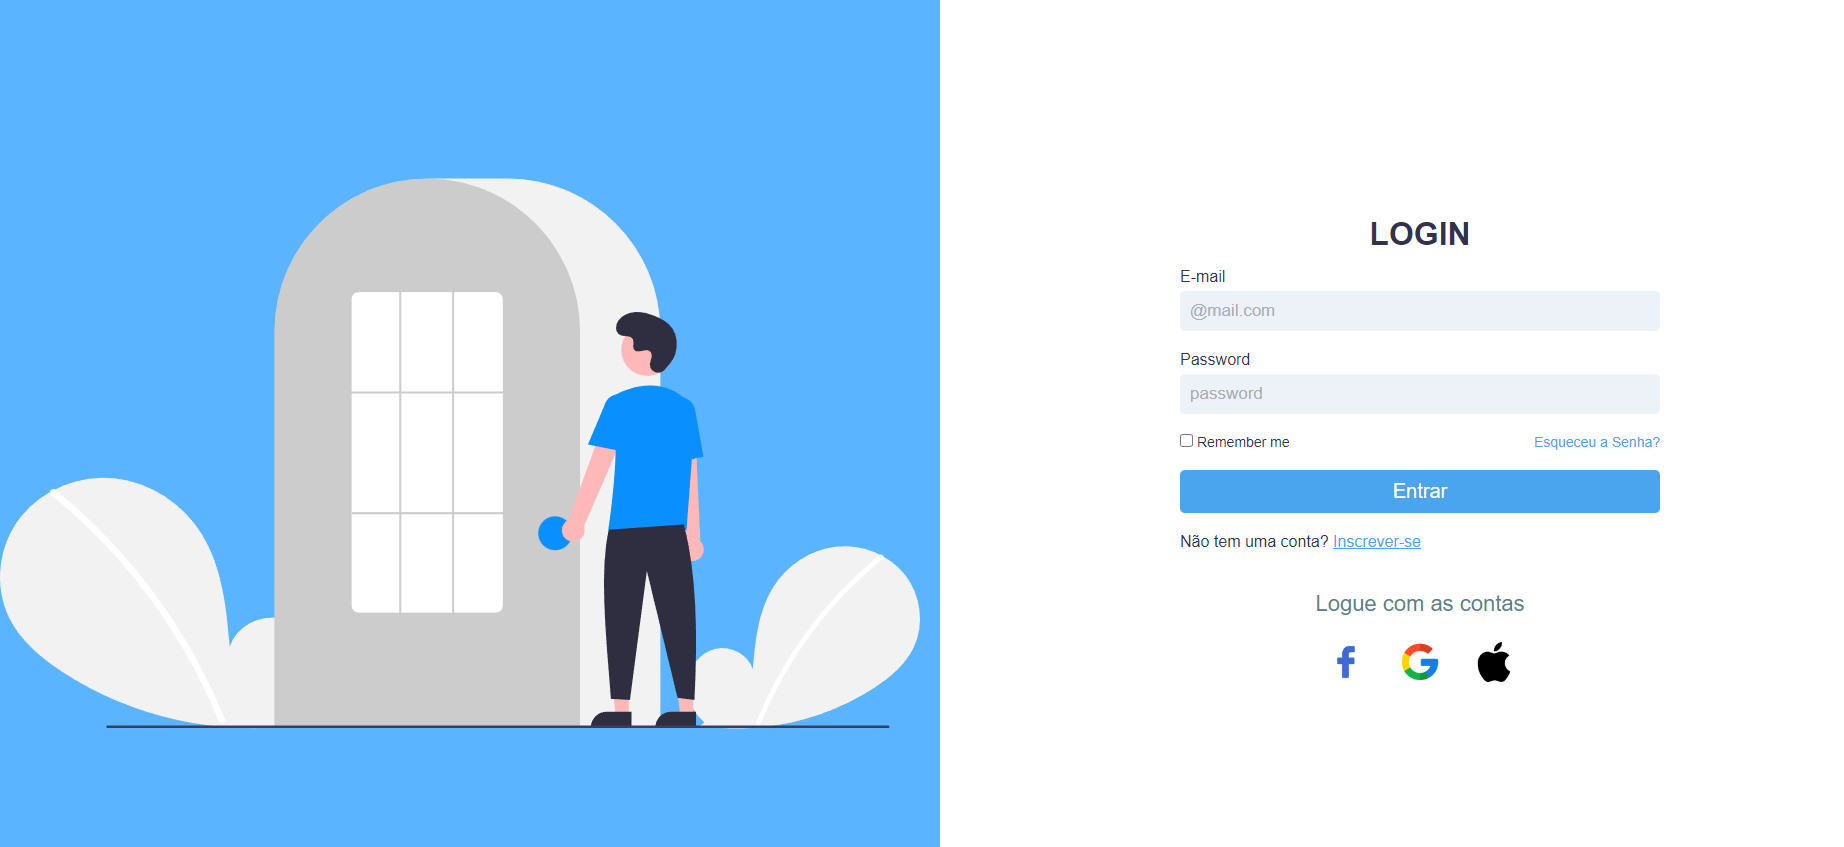 LOGIN
E-mail
@mail.com
Password
password
Remember me Esqueceu a Senha?
Entrar
Não tem uma conta? Inscrever-se
Logue com as contas